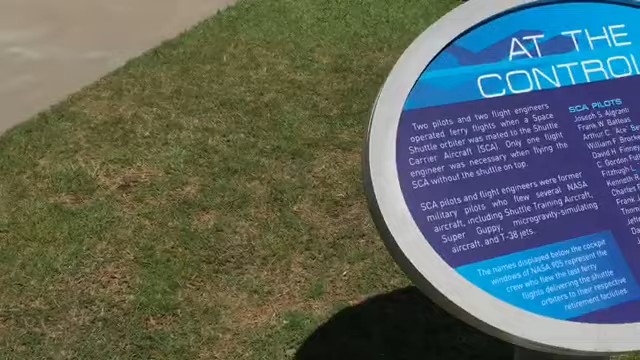 AT THE
CONTROL
Two pilots and two flight engineers
operated ferry flights when a Space
Shuttle orbiter was mated to the Shuttle
Carrier Aircraft (SCA). Only one flight
engineer was necessary when flying the
SCA without the shuttle on top.
SCA pilots and flight engineers were former
military pilots who flew several NASA
aircraft, including Shuttle Training Aircraft,
Super Guppy, microgravity-simulating
aircraft, and T-38 jets.
The names displayed below the cockpit
windows of NASA 905 represent the
crew who flew the last ferry
flights delivering the shuttle
orbiters to their respective
retirement facilities
SCA PILOTS
Joseph S. Algranti
Frank W. Batteas
Arthur C. "Ace" Be
William F. Brocke
David H. Finney
C. Gordon F
Fitzhugh L.
Kenneth R.
Charle
Frank
Tho